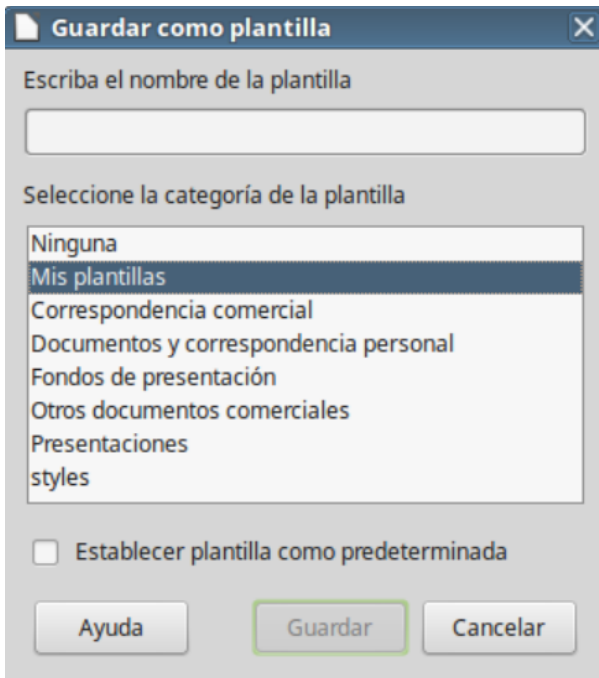 Guardar como plantilla
Escriba el nombre de la plantilla
Seleccione la categoría de la plantilla
Ninguna
Mis plantillas
Correspondencia comercial
Documentos y correspondencia personal
Fondos de presentación
Otros documentos comerciales
Presentaciones
styles
Establecer plantilla como predeterminada
Ayuda Guardar Cancelar